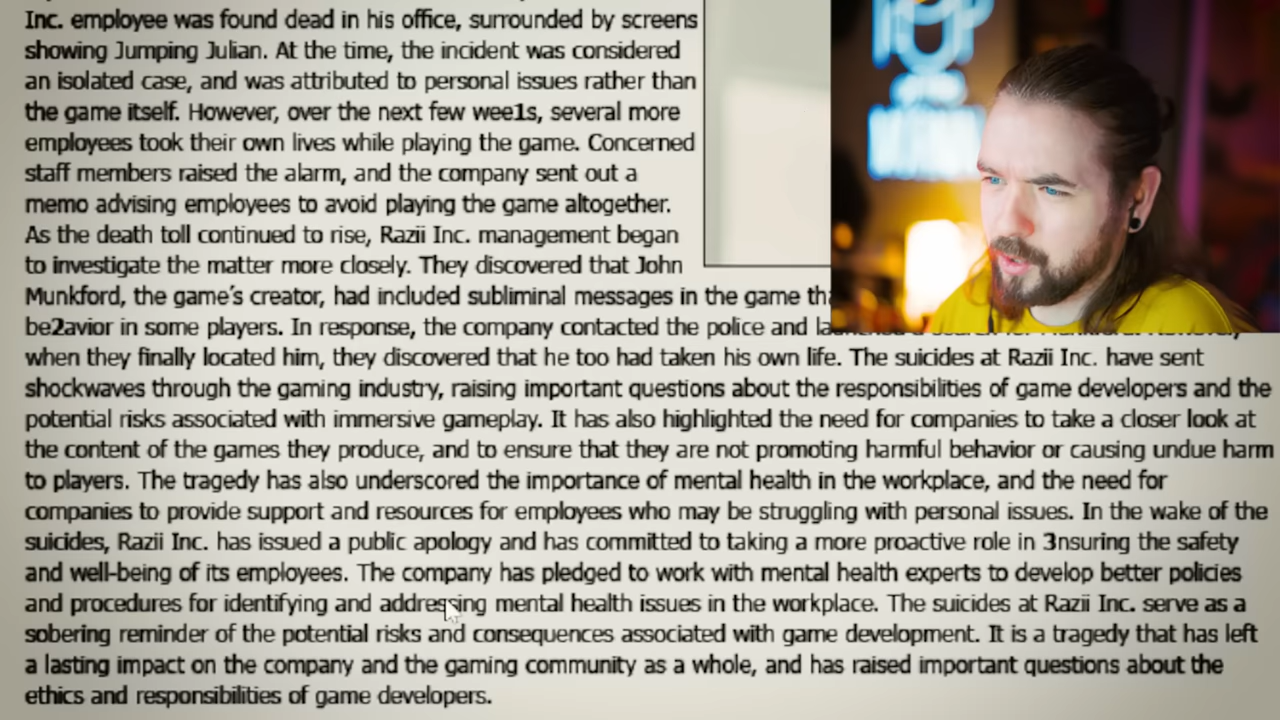 Inc. employee was found dead in his office, surrounded by screens
showing Jumping Julian. At the time, the incident was considered
an isolated case, and was attributed to personal issues rather than
the game itself. However, over the next few wee1s, several more
employees took their own lives while playing the game. Concerned
staff members raised the alarm, and the company sent out a
memo advising employees to avoid playing the game altogether.
As the death toll continued to rise, Razii Inc. management began
to investigate the matter more closely. They discovered that John
Munkford, the game's creator, had included subliminal messages in the game
be2avior in some players. In response, the company contacted the police and
when they finally located him, they discovered that he too had taken his own life. The suicides at Razii Inc. have sent
shockwaves through the gaming industry, raising important questions about the responsibilities of game developers and the
potential risks associated with immersive gameplay. It has also highlighted the need for companies to take a closer look at
the content of the games they produce, and to ensure that they are not promoting harmful behavior or causing undue harm
to players. The tragedy has also underscored the importance of mental health in the workplace, and the need for
companies to provide support and resources for employees who may be struggling with personal issues. In the wake of the
suicides, Razii Inc. has issued a public apology and has committed to taking a more proactive role in 3nsuring the safety
and well-being of its employees. The company has pledged to work with mental health experts to develop better policies
and procedures for identifying and addressing mental health issues in the workplace. The suicides at Razii Inc. serve as a
sobering reminder of the potential risks and consequences associated with game development. It is a tragedy that has left
a lasting impact on the company and the gaming community as a whole, and has raised important questions about the
ethics and responsibilities of game developers.